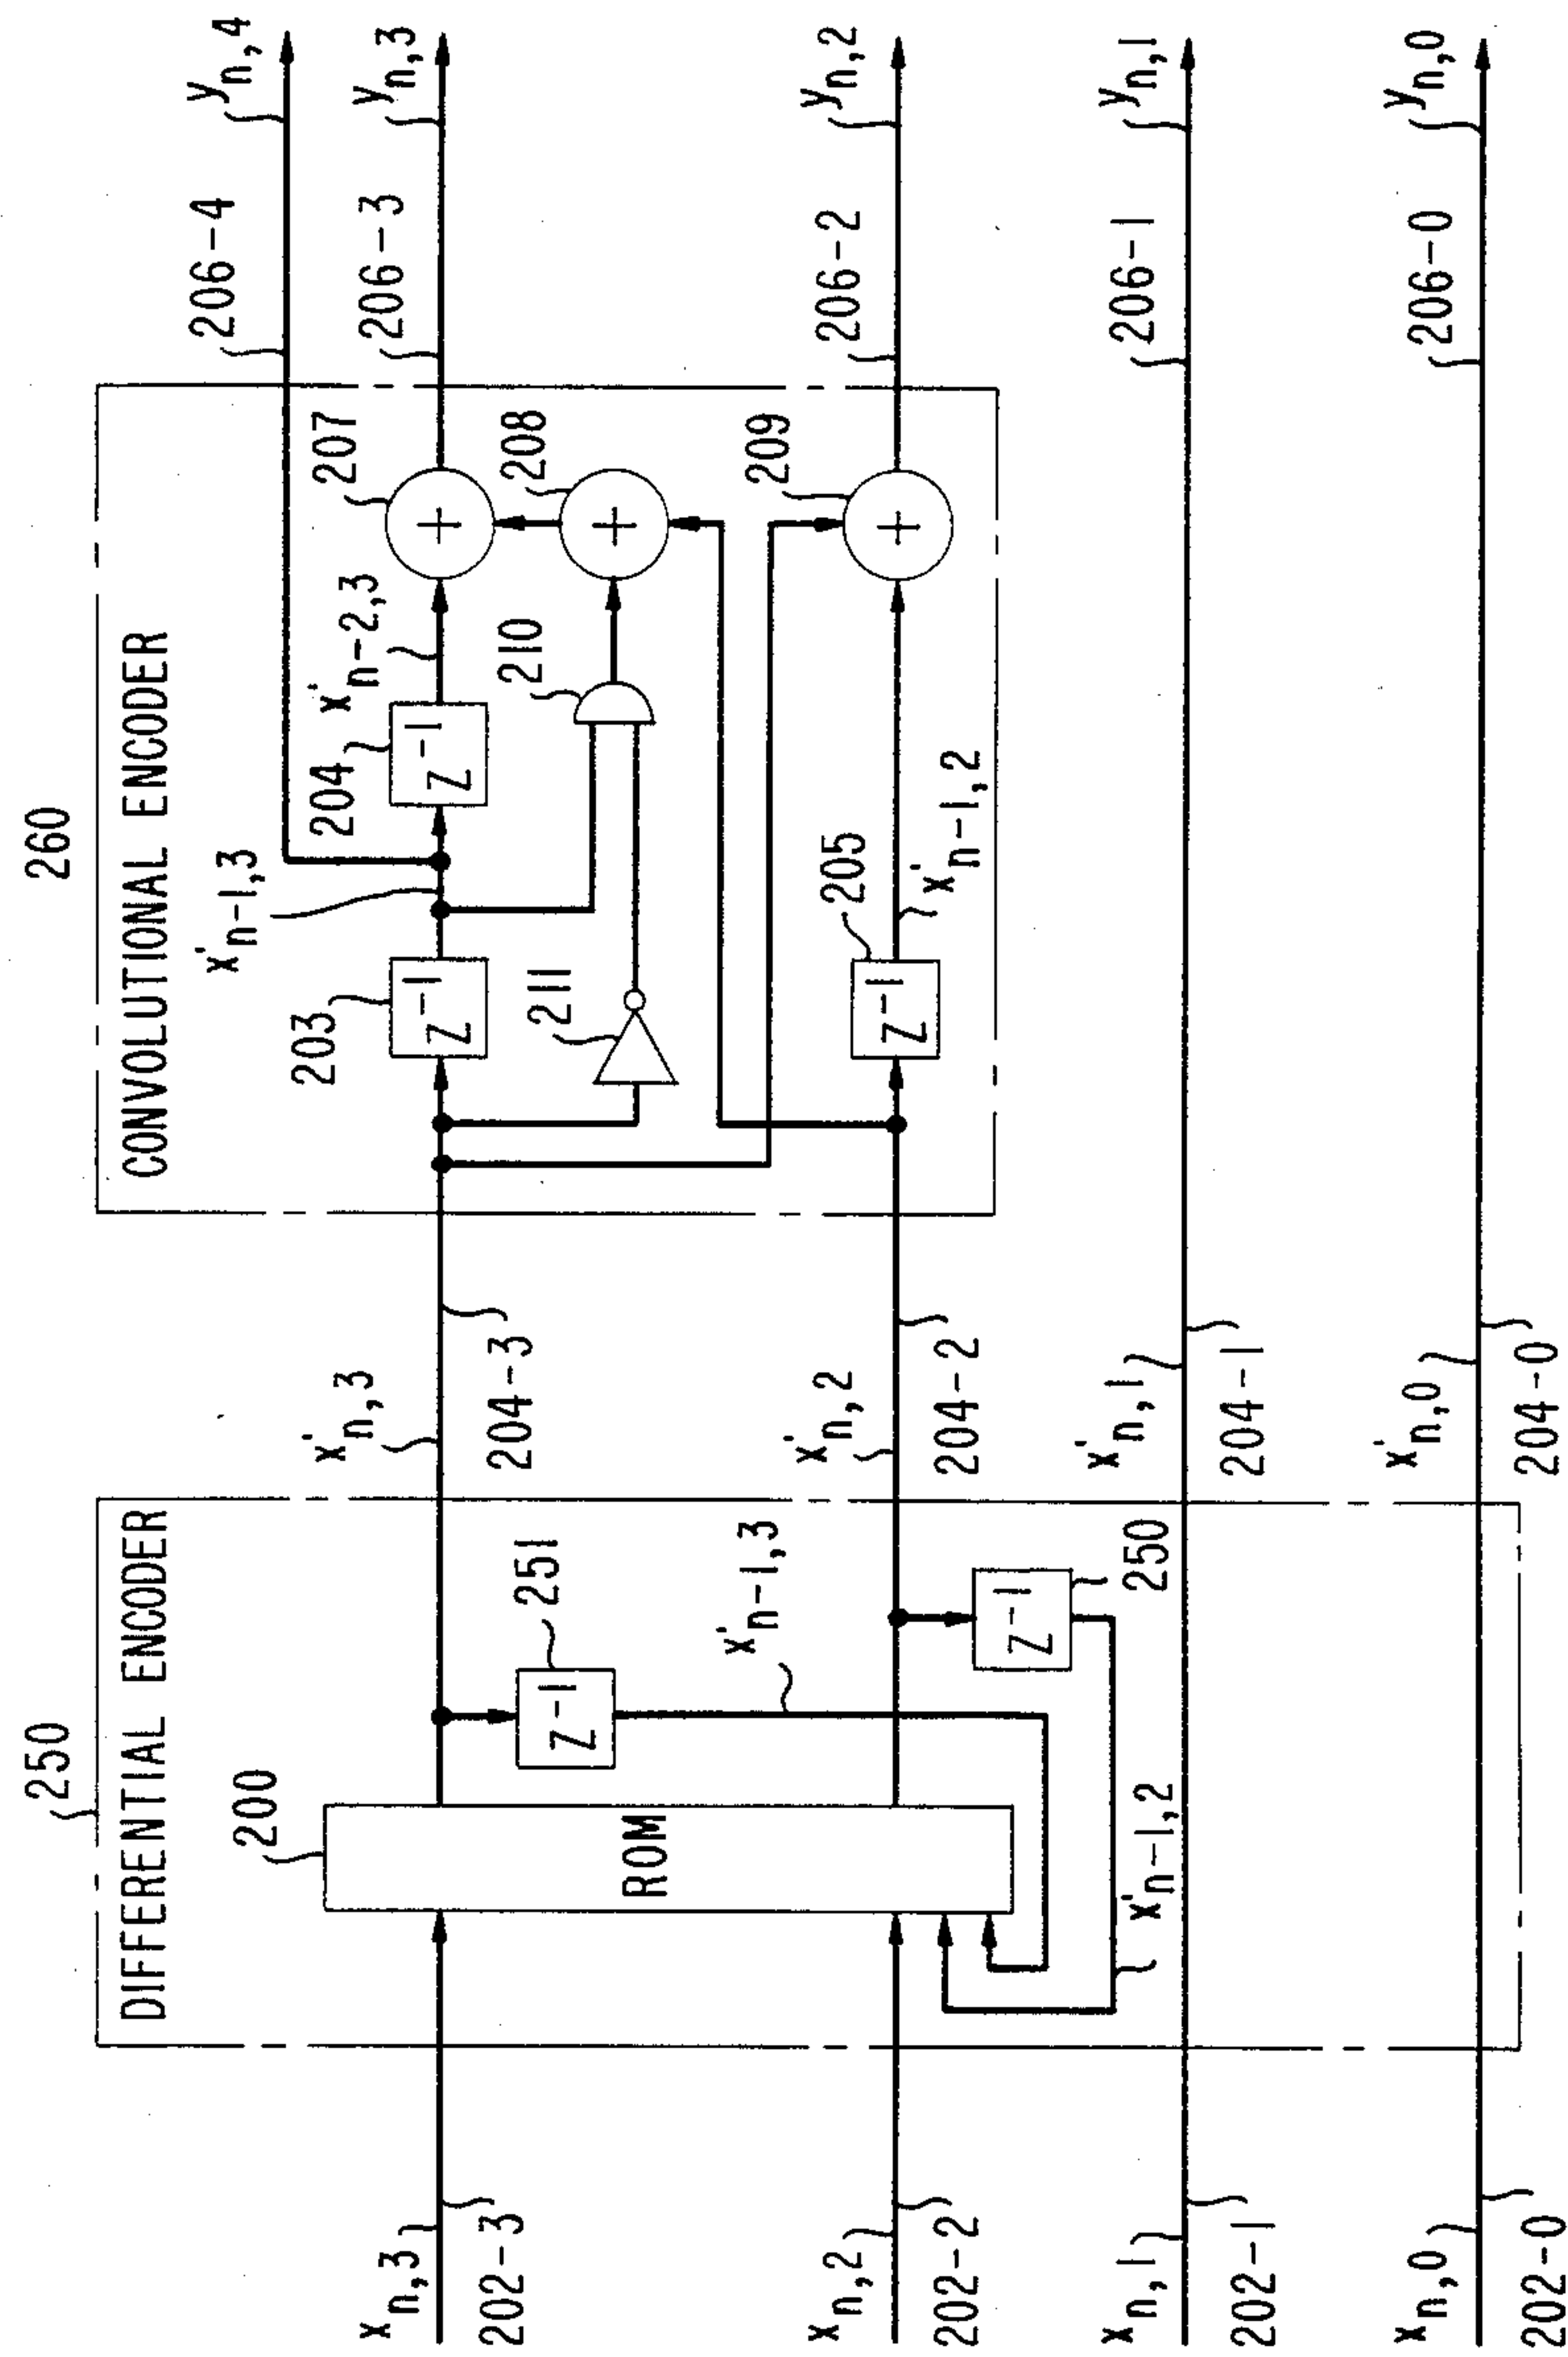 250
DIFFERENTIAL ENCODER
260
CONVOLUTIONAL ENCODER
206-4
yn,4
x'n-1,3
x'n-2,3
xn,3
202-3
200
ROM
x'n,3
204-3
251
z-1
x'n-1,3
203
z-1
204
z-1
207
+
206-3
yn,3
211
210
208
+
xn,2
202-2
x'n,2
204-2
250
z-1
x'n-1,2
205
z-1
x'n-1,2
209
+
206-2
yn,2
xn,1
202-1
x'n,1
204-1
206-1
yn,1
xn,0
202-0
x'n,0
204-0
206-0
yn,0